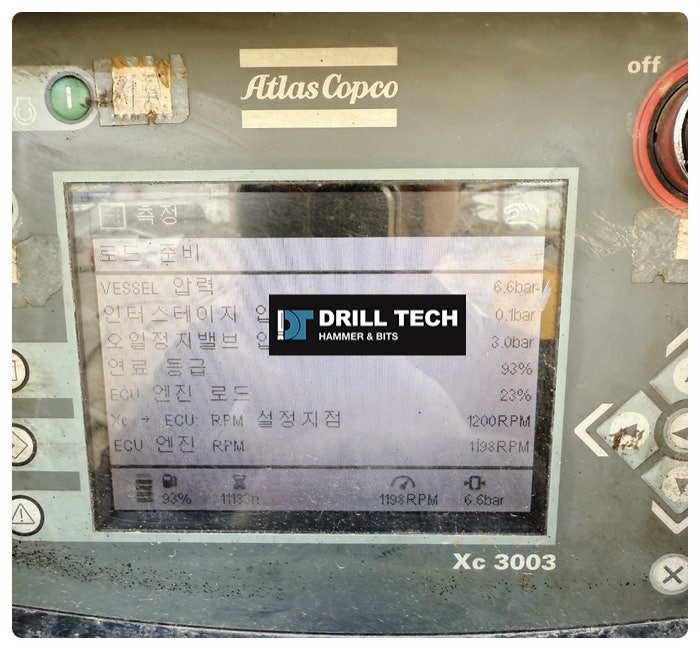 off
Atlas Copco
측정
로드 준비
VESSEL 압력 6.6bar
인터스테이지 0.1bar
DRILL TECH
HAMMER & BITS
오일정지밸브 3.0bar
연료 등급 93%
ECU 엔진 로드 23%
Xc → ECU: RPM 설정지점 1200RPM
ECU 엔진 RPM 1198RPM
93% 1198RPM 6.6bar
Xc 3003